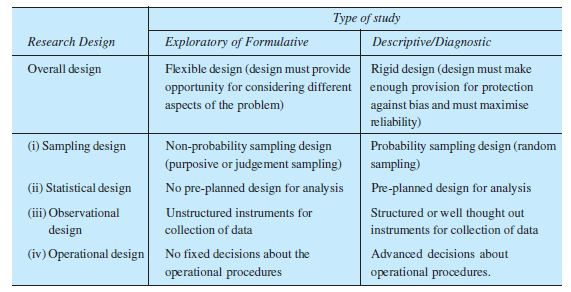 Type of study
Research Design Exploratory of Formulative Descriptive/Diagnostic
Overall design Flexible design (design must provide Rigid design (design must make
opportunity for considering different enough provision for protection
aspects of the problem) against bias and must maximise
reliability)
(i) Sampling design Non-probability sampling design Probability sampling design (random
(purposive or judgement sampling) sampling)
(ii) Statistical design No pre-planned design for analysis Pre-planned design for analysis
(iii) Observational Unstructured instruments for Structured or well thought out
design collection of data instruments for collection of data
(iv) Operational design No fixed decisions about the Advanced decisions about
operational procedures operational procedures.